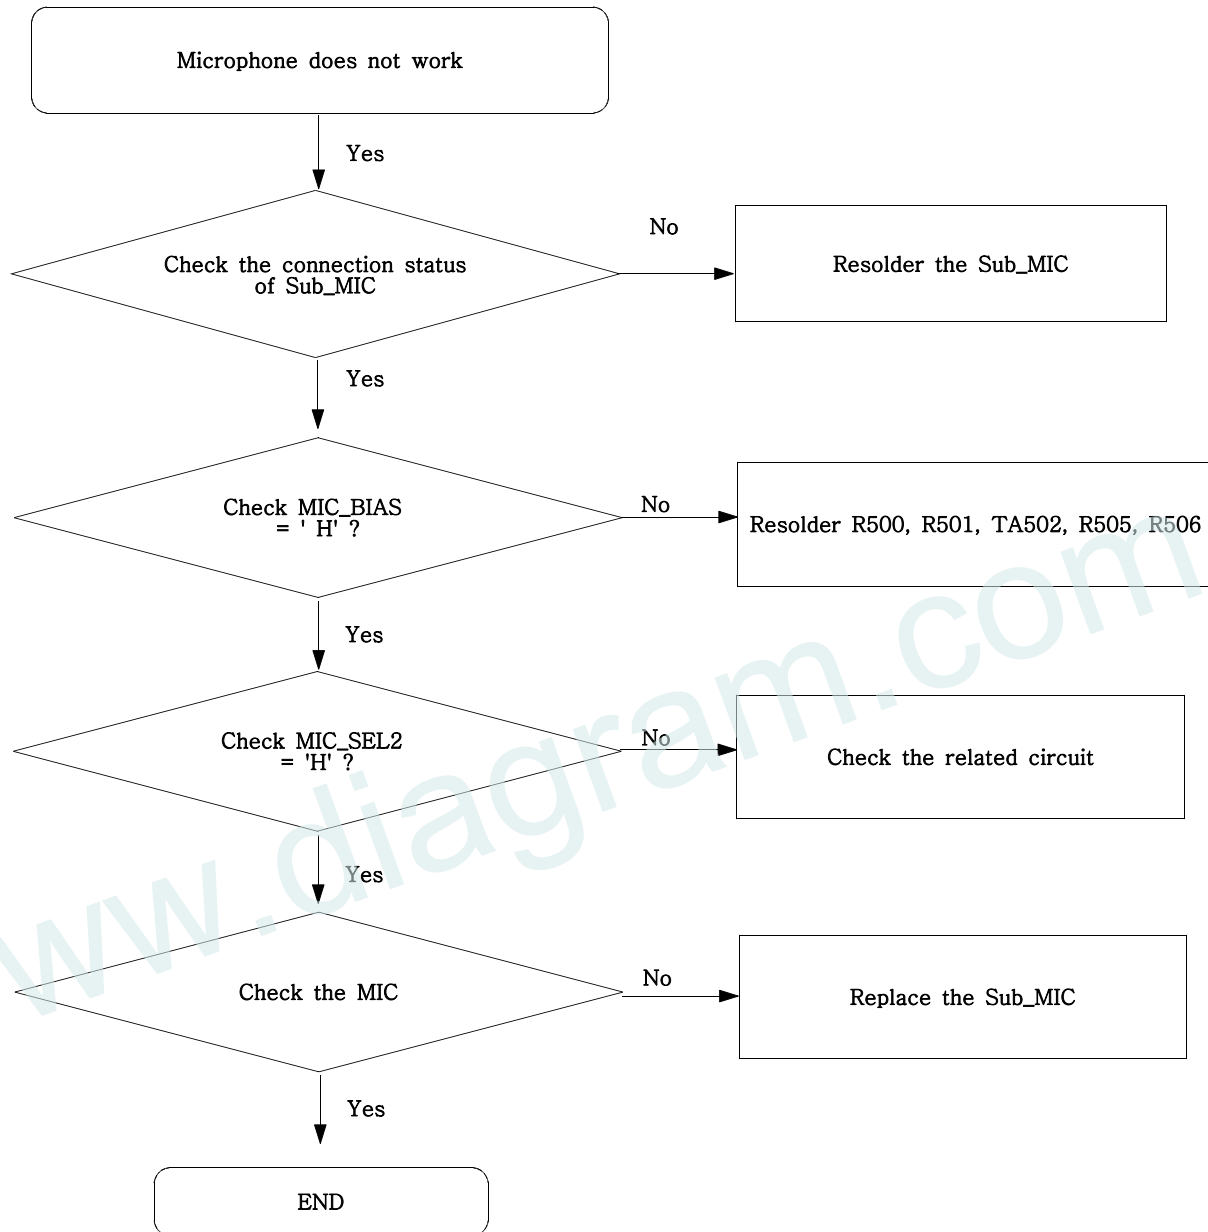 Microphone does not work
Yes
Check the connection status
of Sub_MIC
No
Resolder the Sub_MIC
Yes
Check MIC_BIAS
= ' H' ?
No
Resolder R500, R501, TA502, R505, R506
Yes
Check MIC_SEL2
= 'H' ?
No
Check the related circuit
Yes
Check the MIC
No
Replace the Sub_MIC
Yes
END
ww.diagram.com